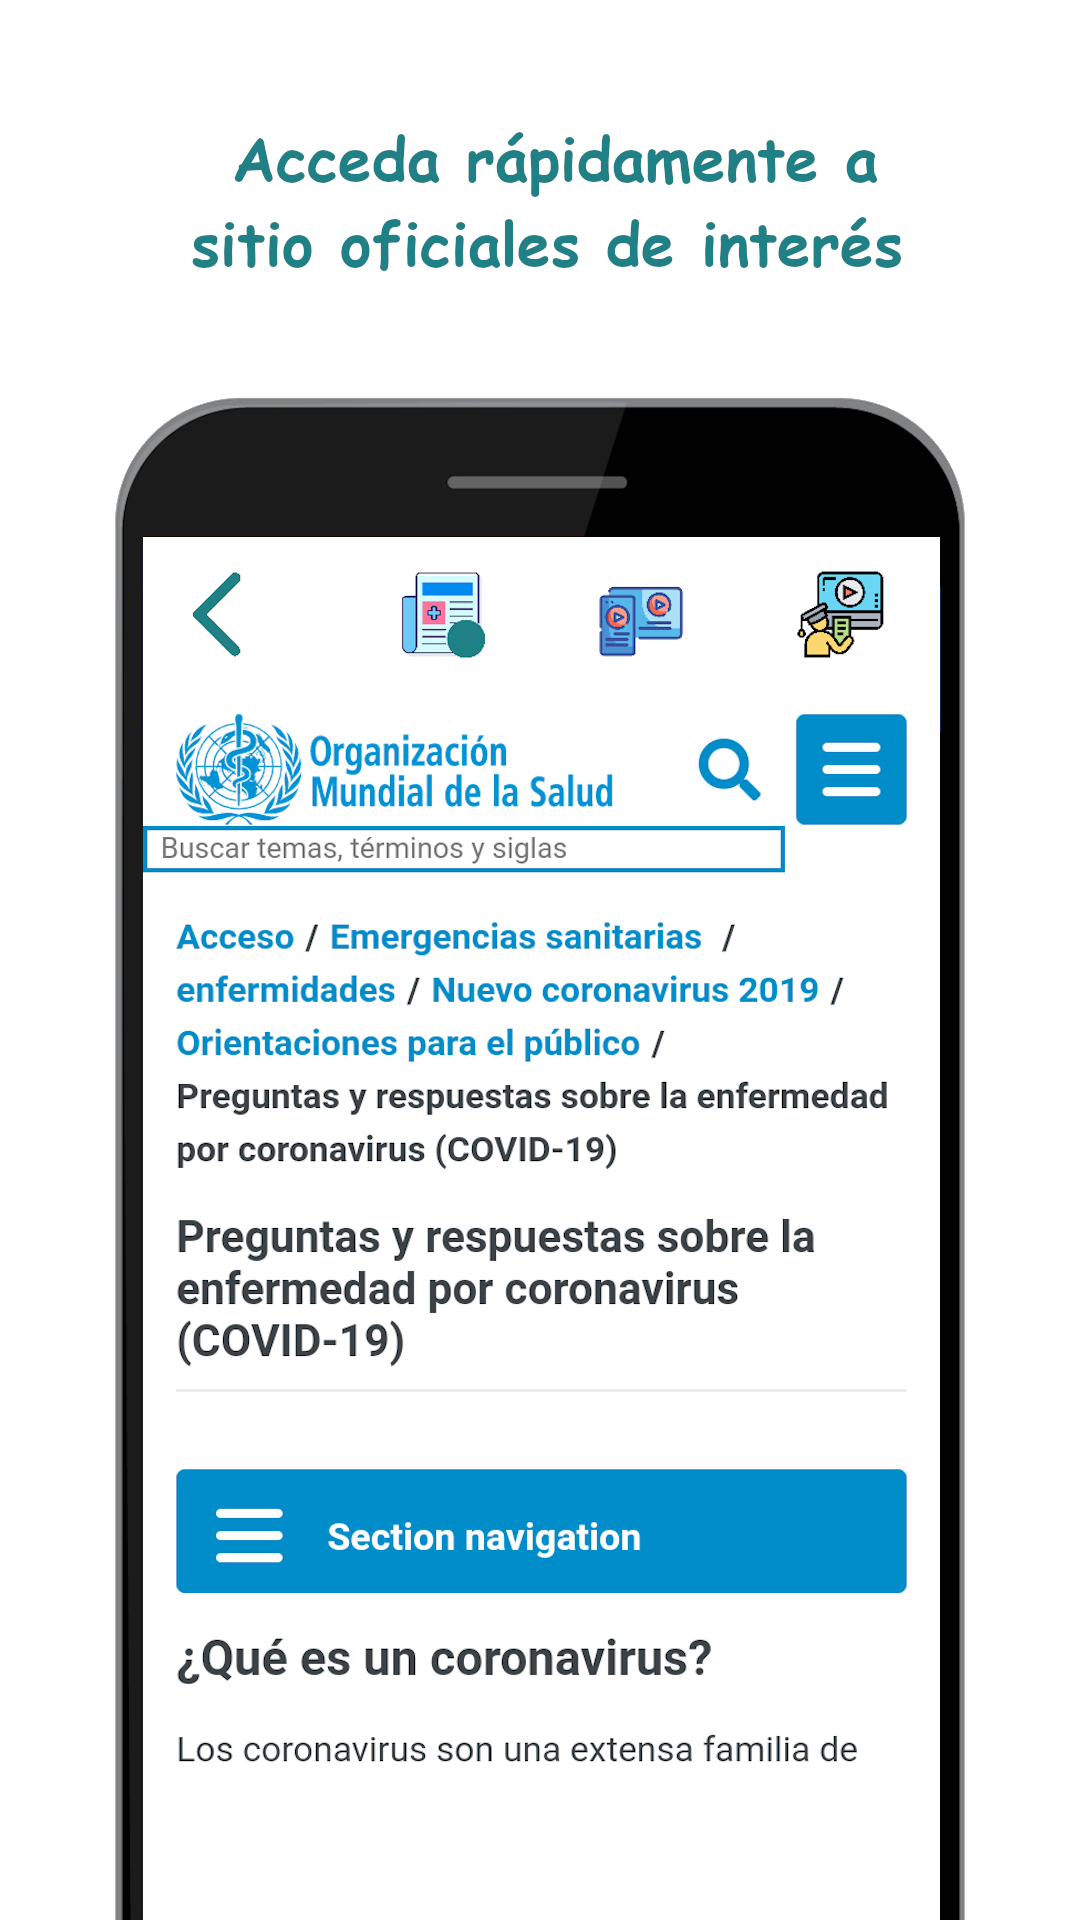 Acceda rápidamente a
sitio oficiales de interés
Organización
Mundial de la Salud
Buscar temas, términos y siglas
Acceso / Emergencias sanitarias /
enfermidades / Nuevo coronavirus 2019 /
Orientaciones para el público /
Preguntas y respuestas sobre la enfermedad
por coronavirus (COVID-19)
Preguntas y respuestas sobre la
enfermedad por coronavirus
(COVID-19)
Section navigation
¿Qué es un coronavirus?
Los coronavirus son una extensa familia de